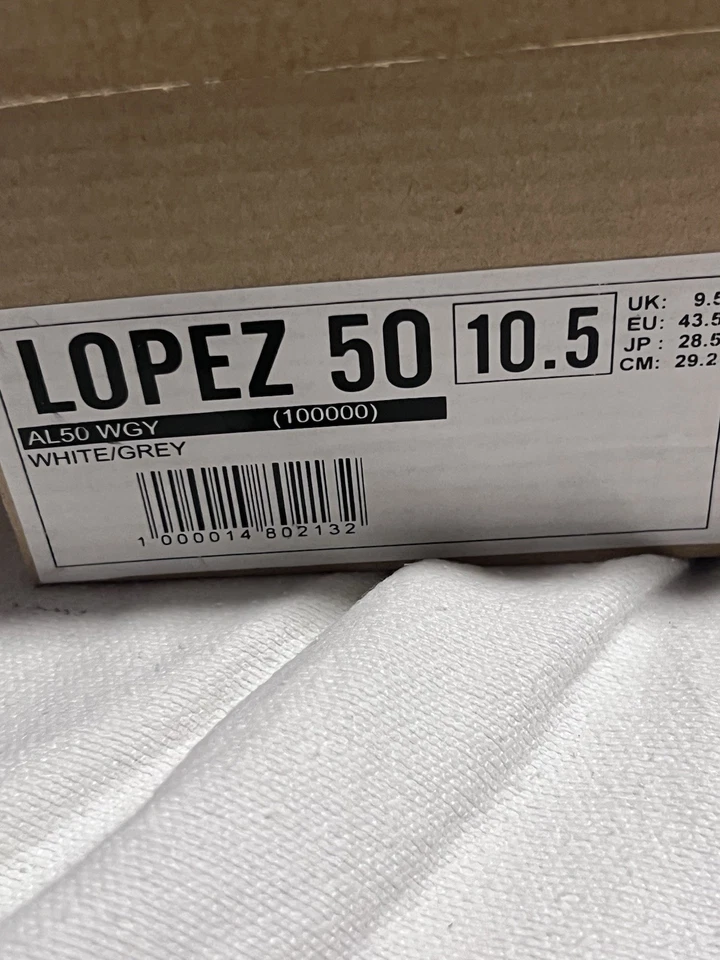 LOPEZ 50
10.5
UK: 9.5
EU: 43.5
JP : 28.5
CM: 29.2
AL50 WGY (100000)
WHITE/GREY
1 000014 802132